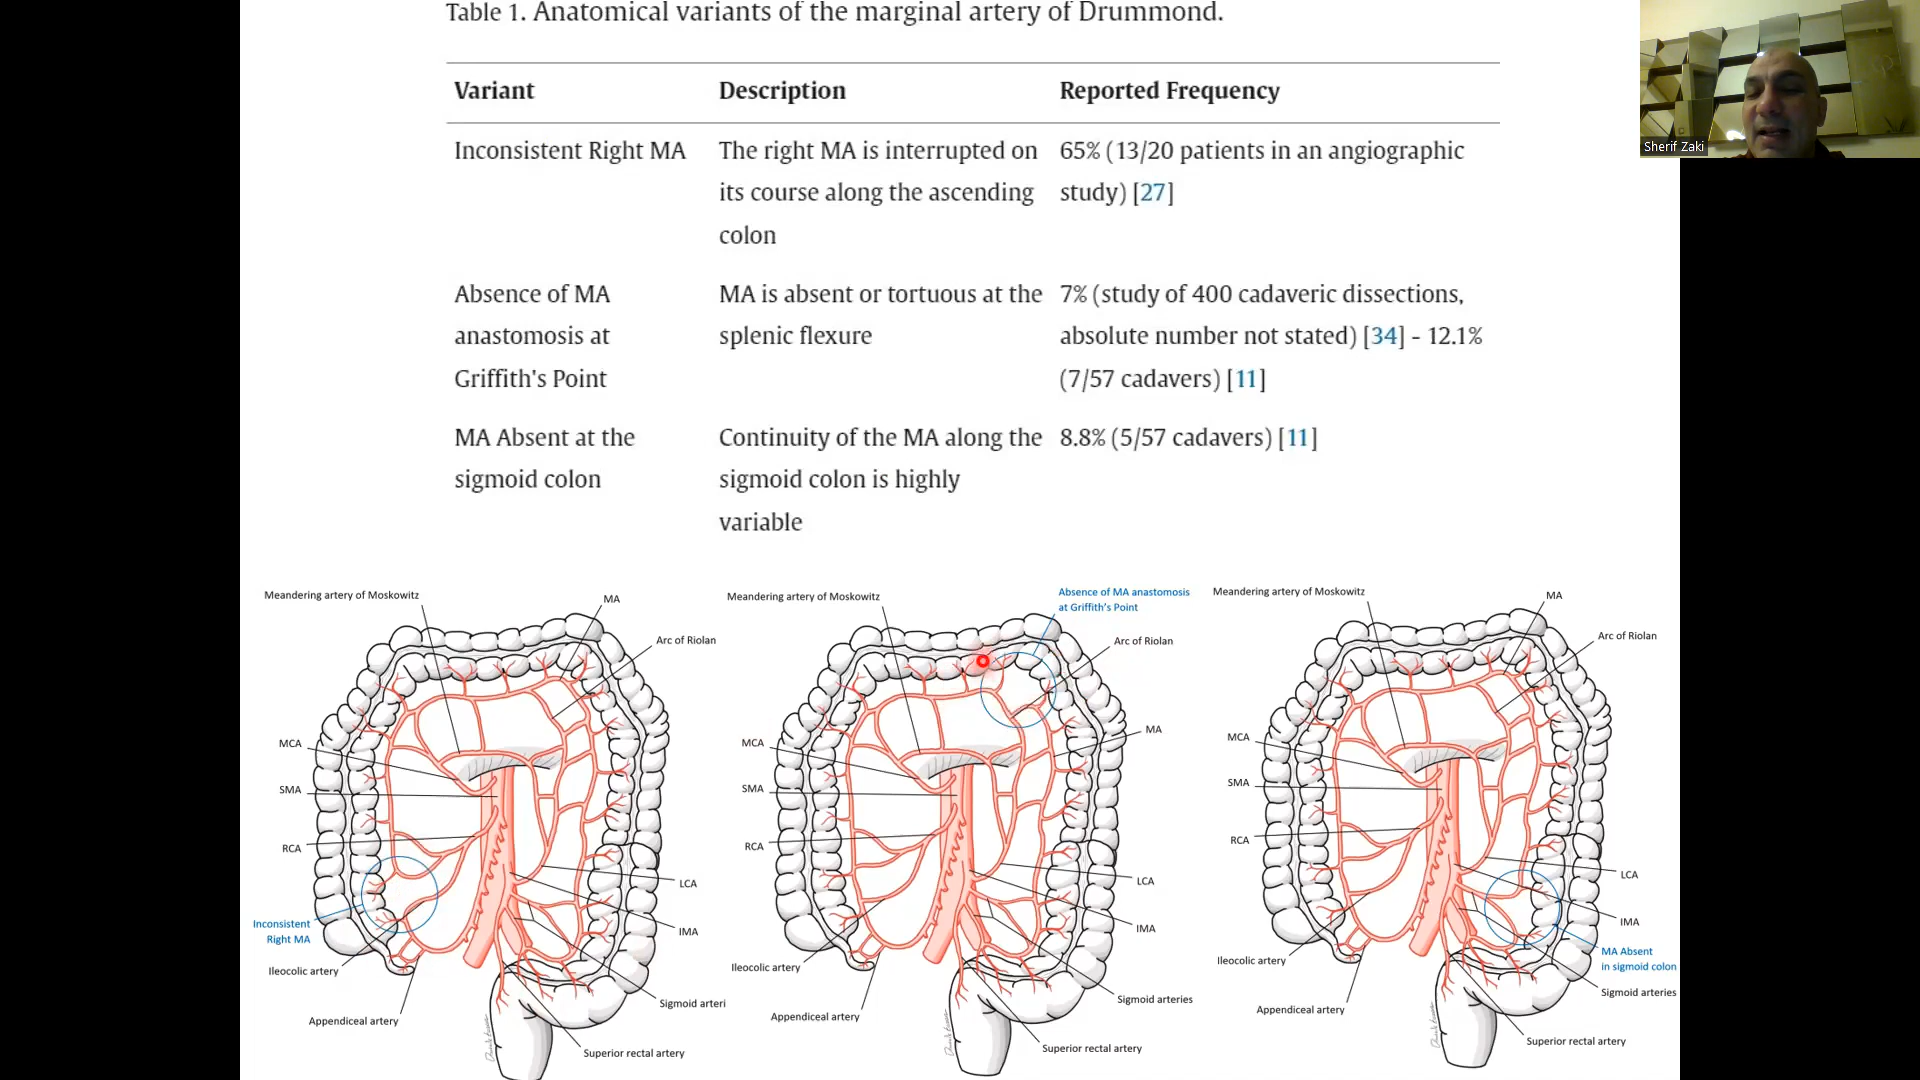 Table 1. Anatomical variants of the marginal artery of Drummond.
Variant Description Reported Frequency
Inconsistent Right MA
The right MA is interrupted on
its course along the ascending
colon
65% (13/20 patients in an angiographic
study) [27]
Absence of MA
anastomosis at
Griffith's Point
MA is absent or tortuous at the
splenic flexure
7% (study of 400 cadaveric dissections,
absolute number not stated) [34] - 12.1%
(7/57 cadavers) [11]
MA Absent at the
sigmoid colon
Continuity of the MA along the
sigmoid colon is highly
variable
8.8% (5/57 cadavers) [11]
Sherif Zaki
Meandering artery of Moskowitz
MA
Arc of Riolan
MCA
SMA
RCA
LCA
Inconsistent
Right MA
IMA
Ileocolic artery
Sigmoid arteri
Appendiceal artery
Superior rectal artery
Meandering artery of Moskowitz
Absence of MA anastomosis
at Griffith's Point
Arc of Riolan
MA
MCA
SMA
RCA
LCA
IMA
Ileocolic artery
Sigmoid arteries
Appendiceal artery
Superior rectal artery
Meandering artery of Moskowitz
MA
Arc of Riolan
MCA
SMA
RCA
LCA
IMA
MA Absent
in sigmoid colon
Ileocolic artery
Sigmoid arteries
Appendiceal artery
Superior rectal artery